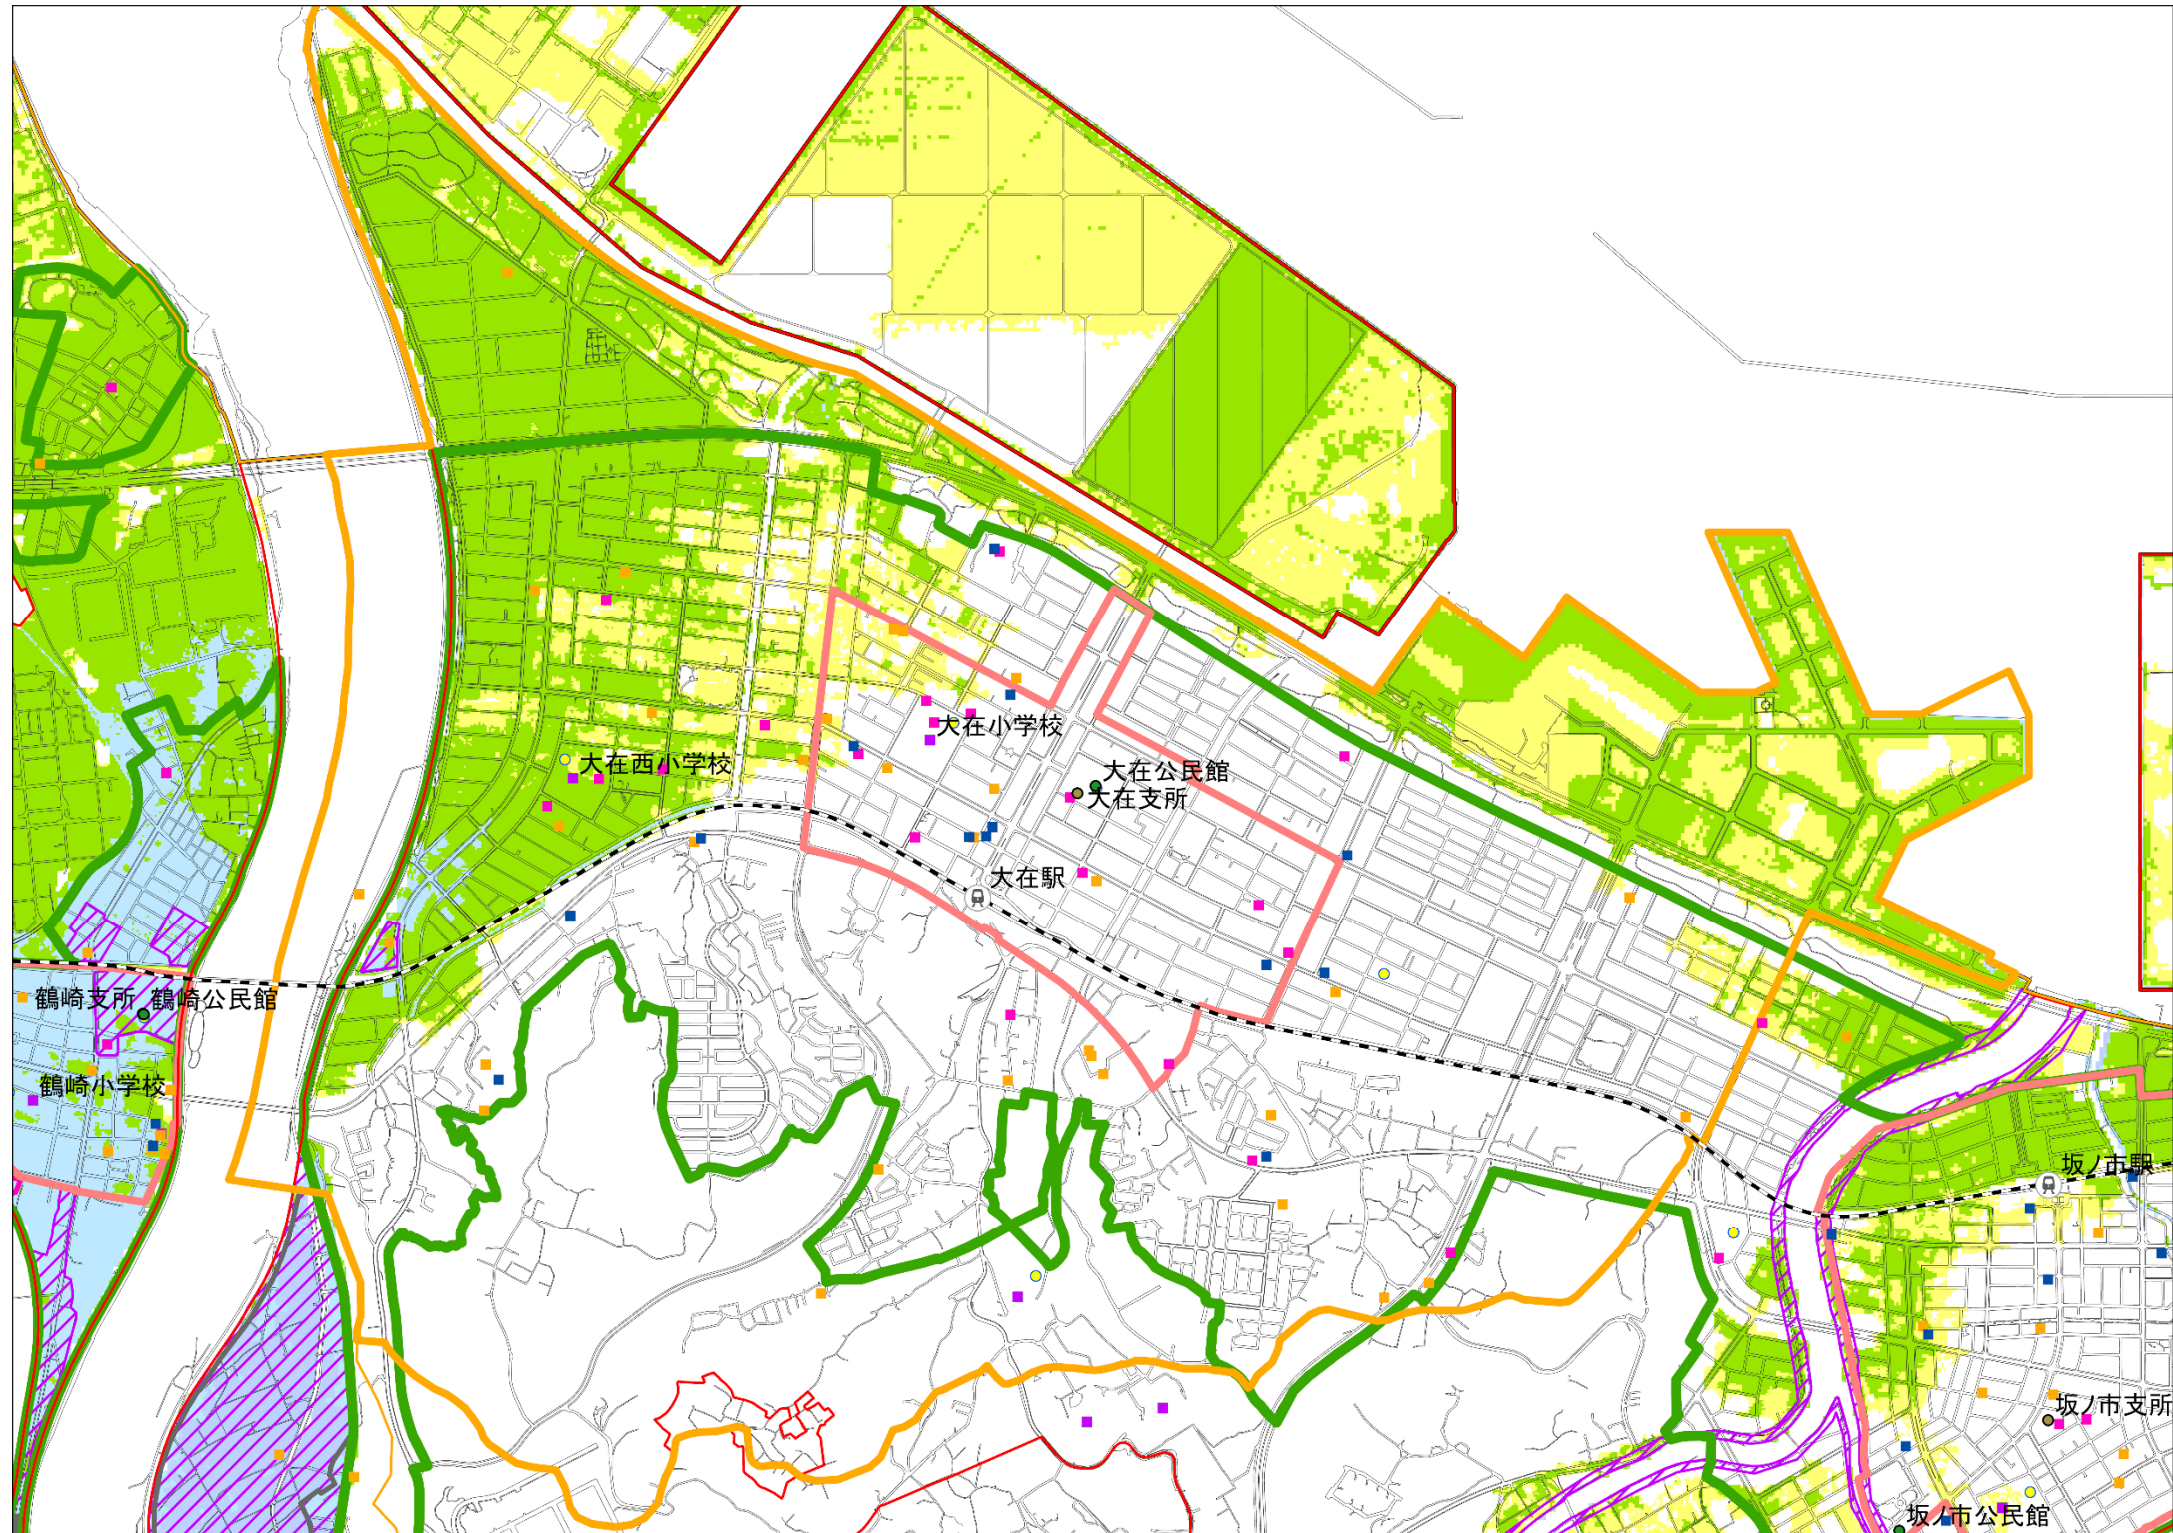 大在小学校
大在西小学校
大在公民館
大在支所
大在駅
鶴崎支所 鶴崎公民館
鶴崎小学校
坂ノ市駅
坂ノ市支所
坂ノ市公民館